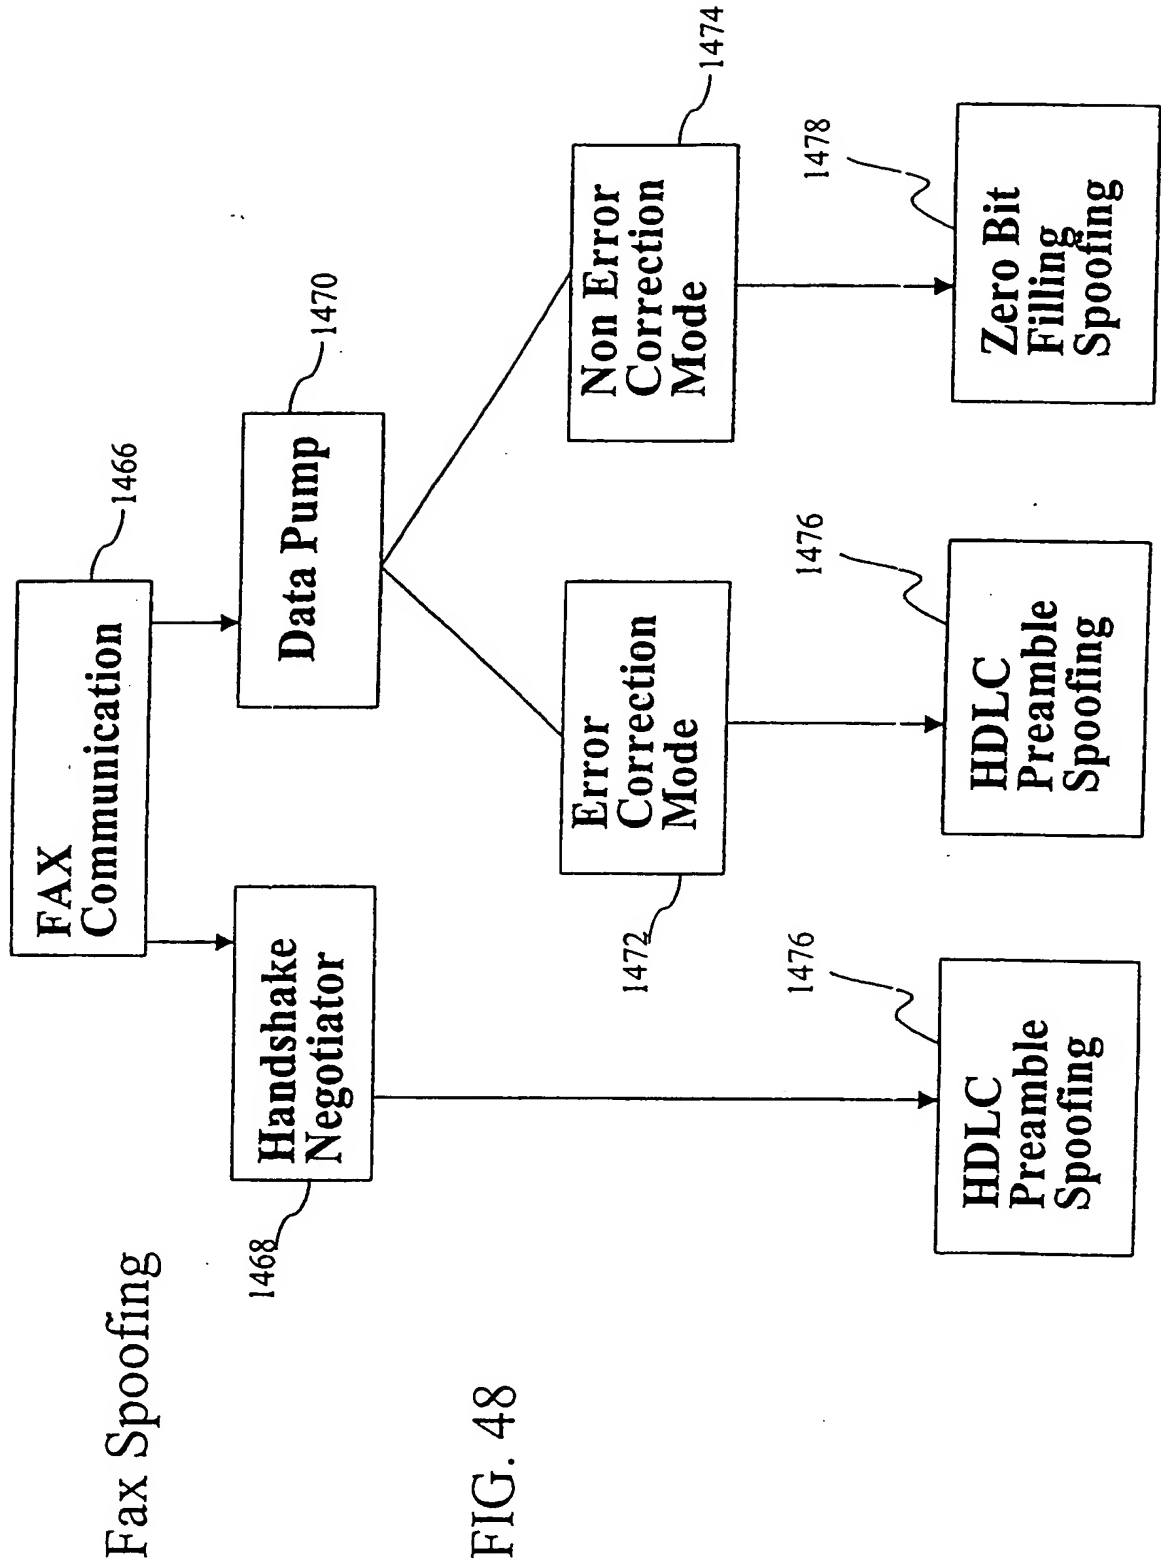 Fax Spoofing
FAX
Communication
1466
Handshake
Negotiator
1468
Data Pump
1470
Error
Correction
Mode
1472
Non Error
Correction
Mode
1474
HDLC
Preamble
Spoofing
1476
HDLC
Preamble
Spoofing
1476
Zero Bit
Filling
Spoofing
1478
FIG. 48